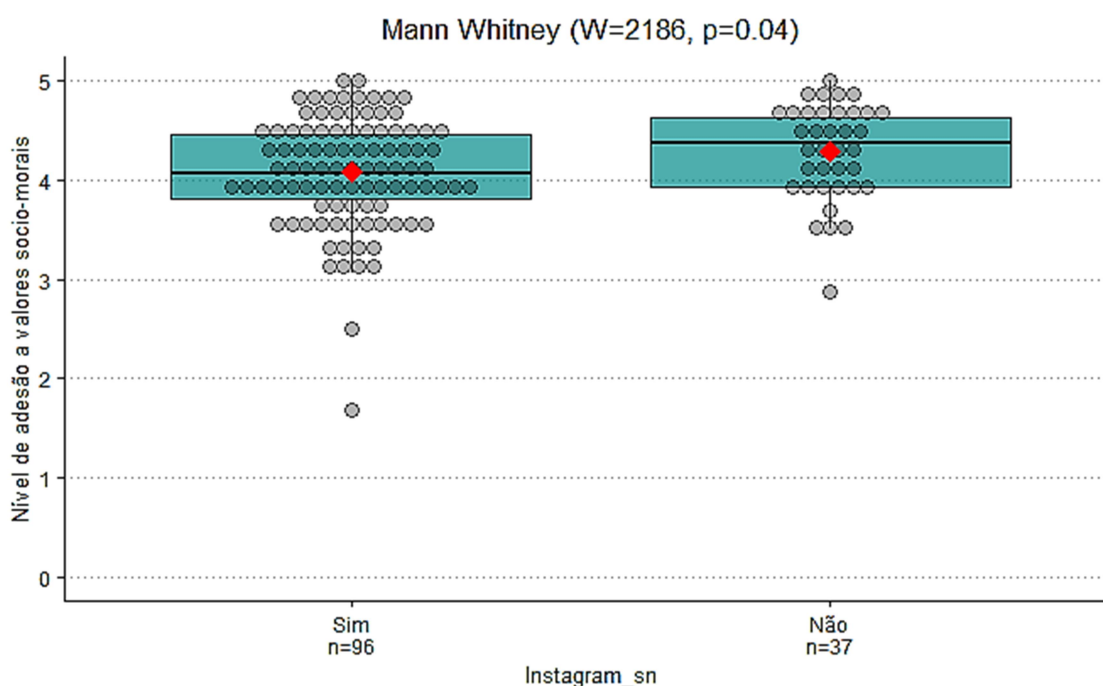 Mann Whitney (W=2186, p=0.04)
Nível de adesão a valores socio-morais
5
4
3
2
1
0
Sim
n=96
Não
n=37
Instagram_sn